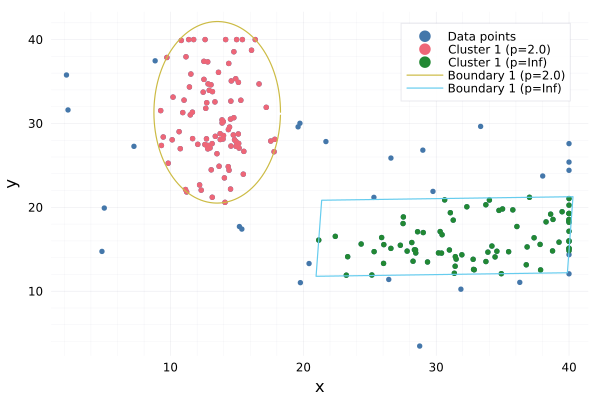 40
30
20
10
y
10
20
30
40
x
Data points
Cluster 1 (p=2.0)
Cluster 1 (p=Inf)
Boundary 1 (p=2.0)
Boundary 1 (p=Inf)